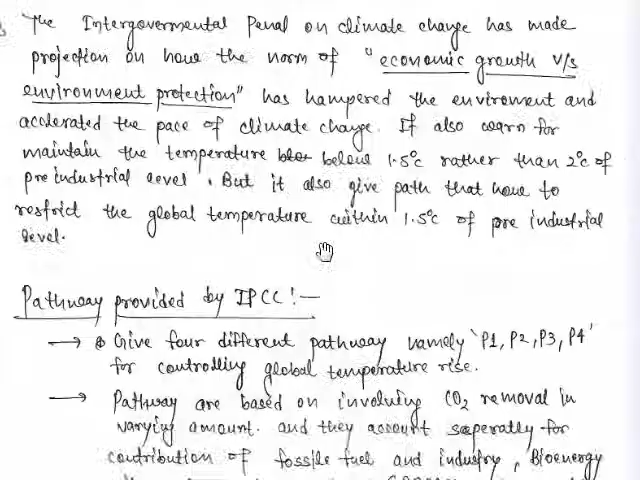 The Intergovermental Penal on climate change has made
projection on how the norm of "economic growth v/s
environment protection" has hampered the enviroment and
accelerated the pace of climate change. It also warn for
maintain the temperature below 1.5°c rather than 2°c of
pre industrial level. But it also give path that how to
restrict the global temperature within 1.5°c of pre industrial
level.
Pathway provided by IPCC:-
→ Give four different pathway namely 'P1, P2, P3, P4'
for controlling global temperature rise.
→ Pathway are based on involving CO2 removal in
varying amount. and they account seperatly for
contribution of fossile fuel and industry, Bioenergy